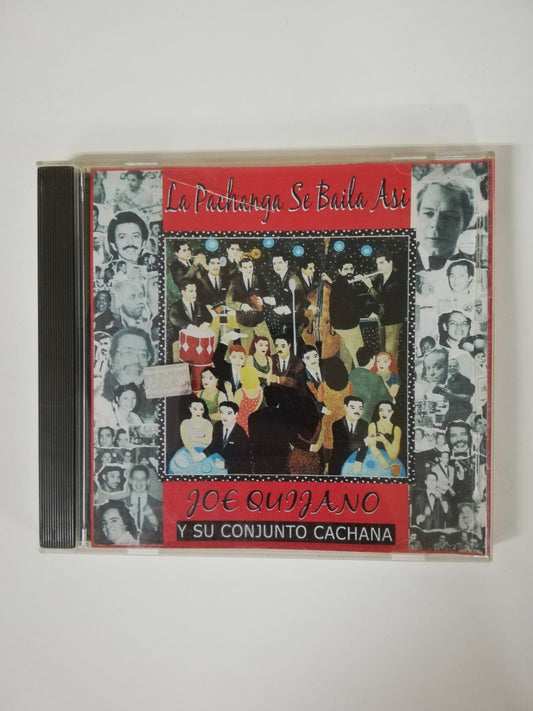 La Pachanga Se Baila Asi
JOE QUIJANO
Y SU CONJUNTO CACHANA